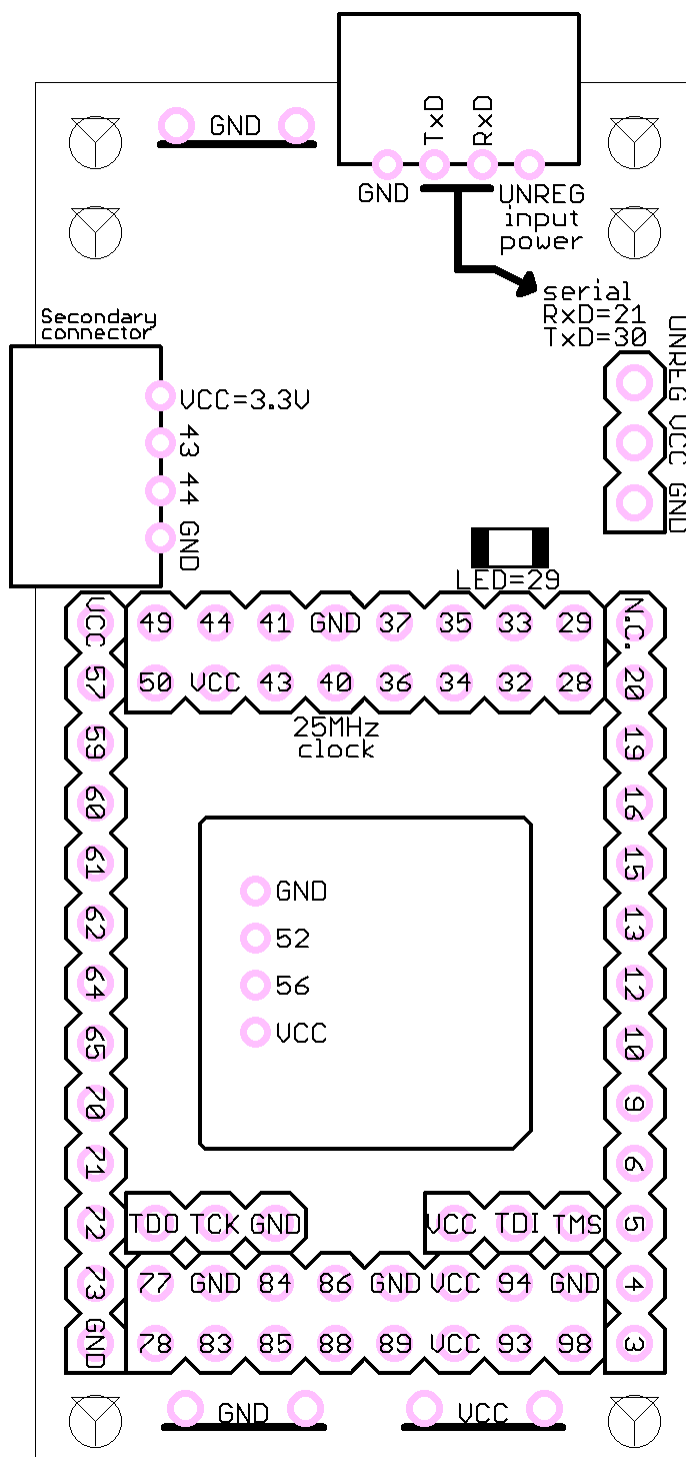 GND
TxD
RxD
GND
UNREG
input
power
serial
RxD=21
TxD=30
Secondary
connector
VCC=3.3V
43
44
GND
UNREG VCC GND
LED=29
VCC 49 44 41 GND 37 35 33 29 N.C.
57 50 VCC 43 40 36 34 32 28 20
25MHz
clock
59 19
60 16
61 15
GND
62 52 13
64 56 12
65 VCC 10
70 9
71 6
72 TDO TCK GND VCC TDI TMS 5
73 77 GND 84 86 GND VCC 94 GND 4
GND 78 83 85 88 89 VCC 93 98 3
GND VCC